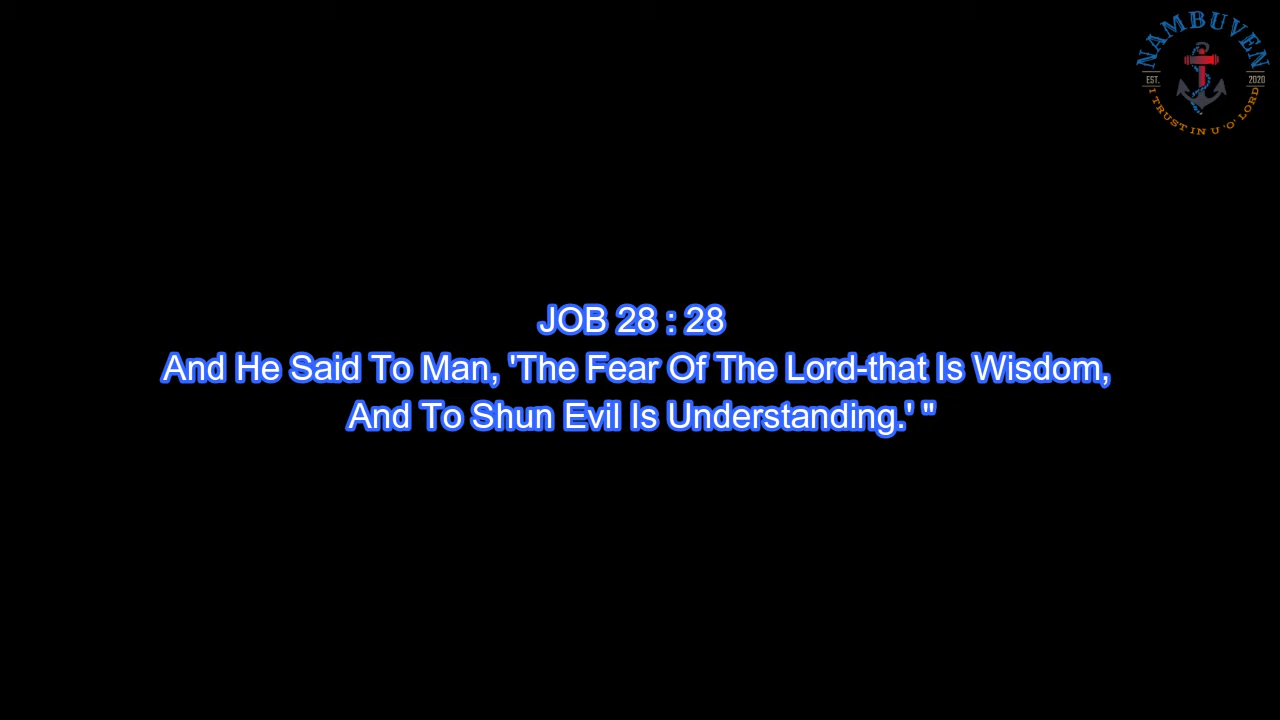 NAMBUVEN
EST. 2020
I TRUST IN U 'O' LORD
JOB 28 : 28
And He Said To Man, 'The Fear Of The Lord-that Is Wisdom,
And To Shun Evil Is Understanding.' "